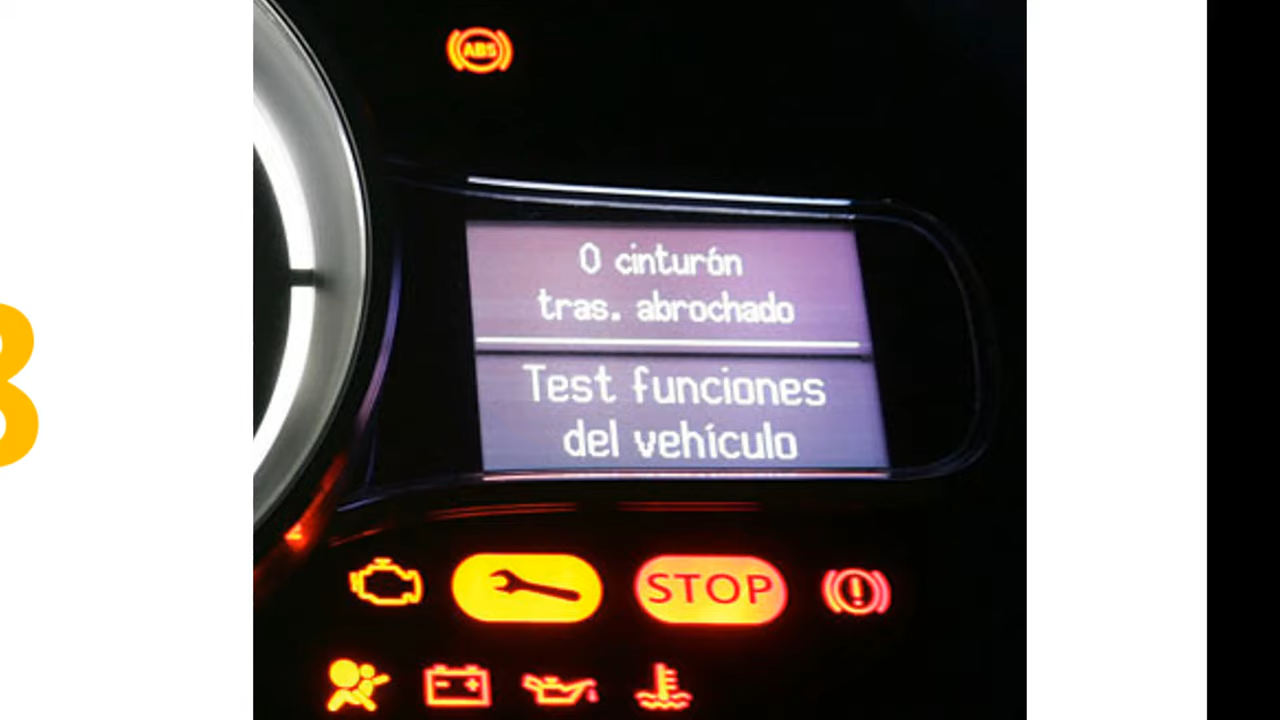 ABS
0 cinturón
tras. abrochado
Test funciones
del vehículo
STOP